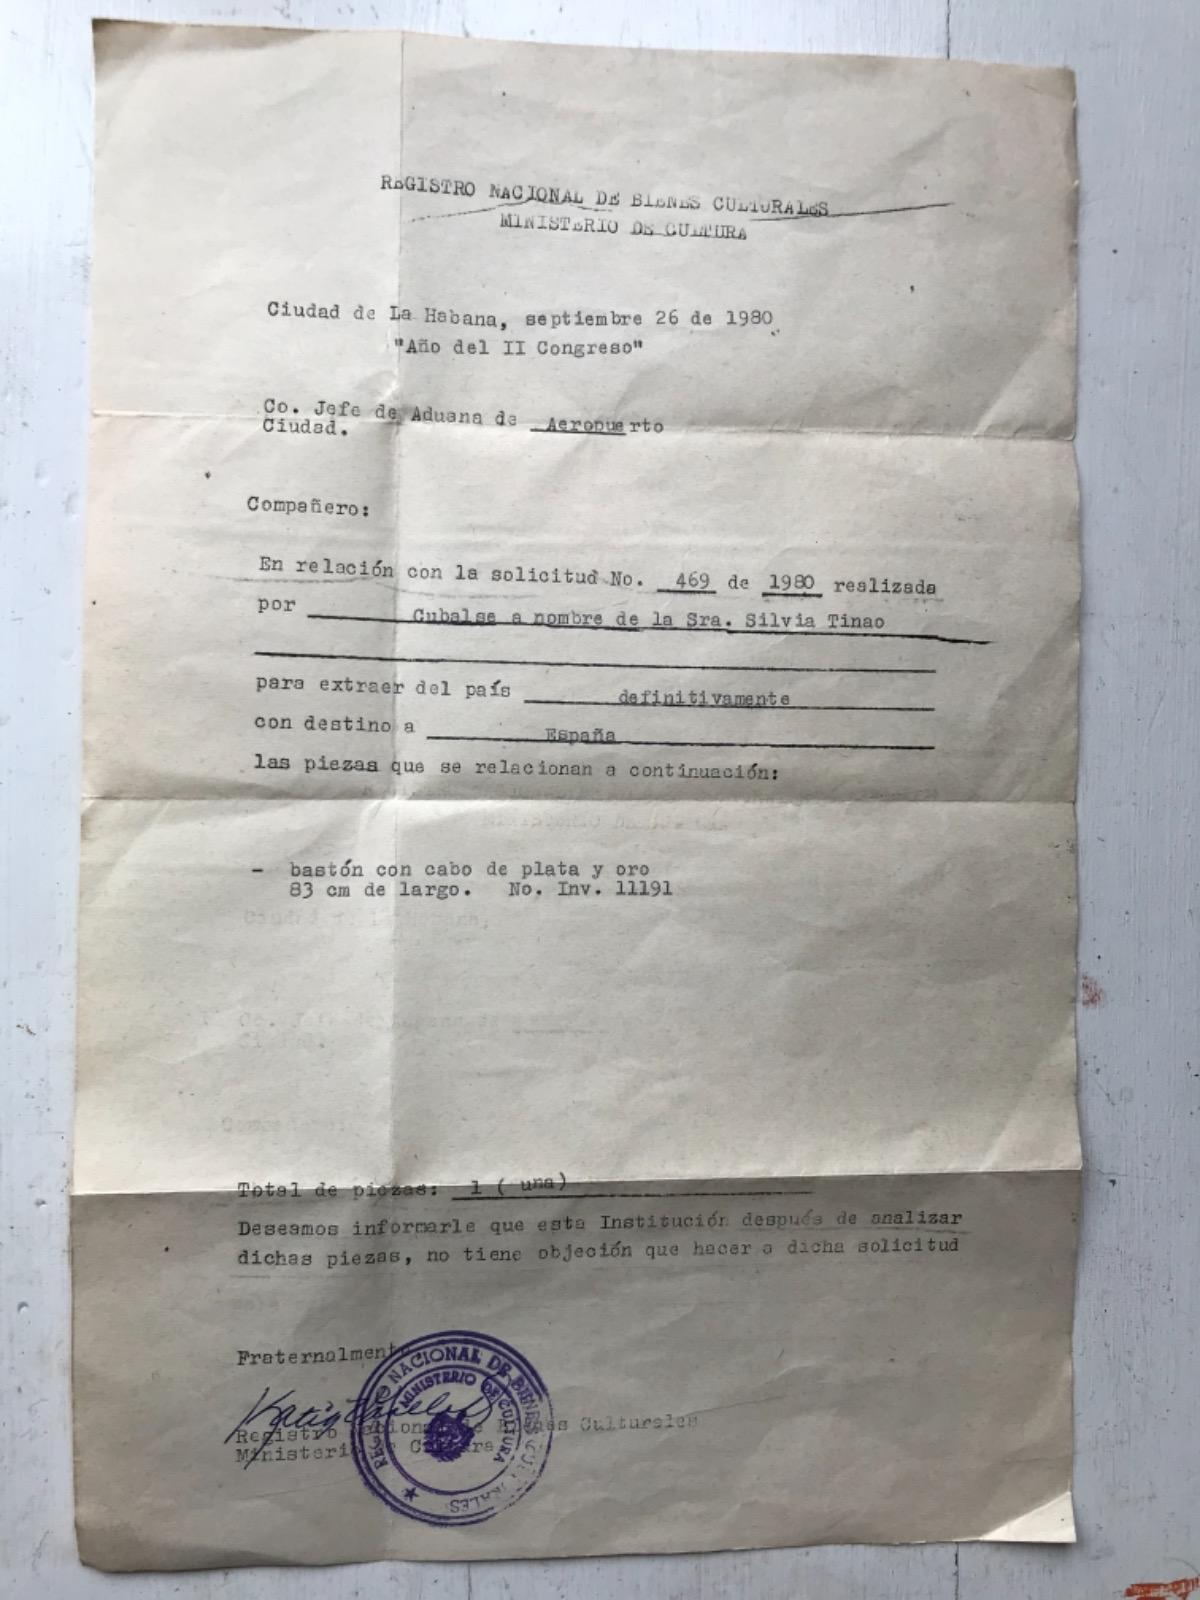 REGISTRO NACIONAL DE BIENES CULTURALES
MINISTERIO DE CULTURA
Ciudad de La Habana, septiembre 26 de 1980
"Año del II Congreso"
Co. Jefe de Aduana de Aeropuerto
Ciudad.
Compañero:
En relación con la solicitud No. 469 de 1980 realizada
por Cubalse a nombre de la Sra. Silvia Tinao
para extraer del país definitivamente
con destino a España
las piezas que se relacionan a continuación:
- bastón con cabo de plata y oro
83 cm de largo. No. Inv. 11191
Total de piezas: 1 ( una)
Deseamos informarle que esta Institución después de analizar
dichas piezas, no tiene objeción que hacer a dicha solicitud
Fraternalmente
Registro Nacional de Bienes Culturales
Ministerio de Cultura
REGISTRO NACIONAL DE BIENES CULTURALES
MINISTERIO DE CULTURA